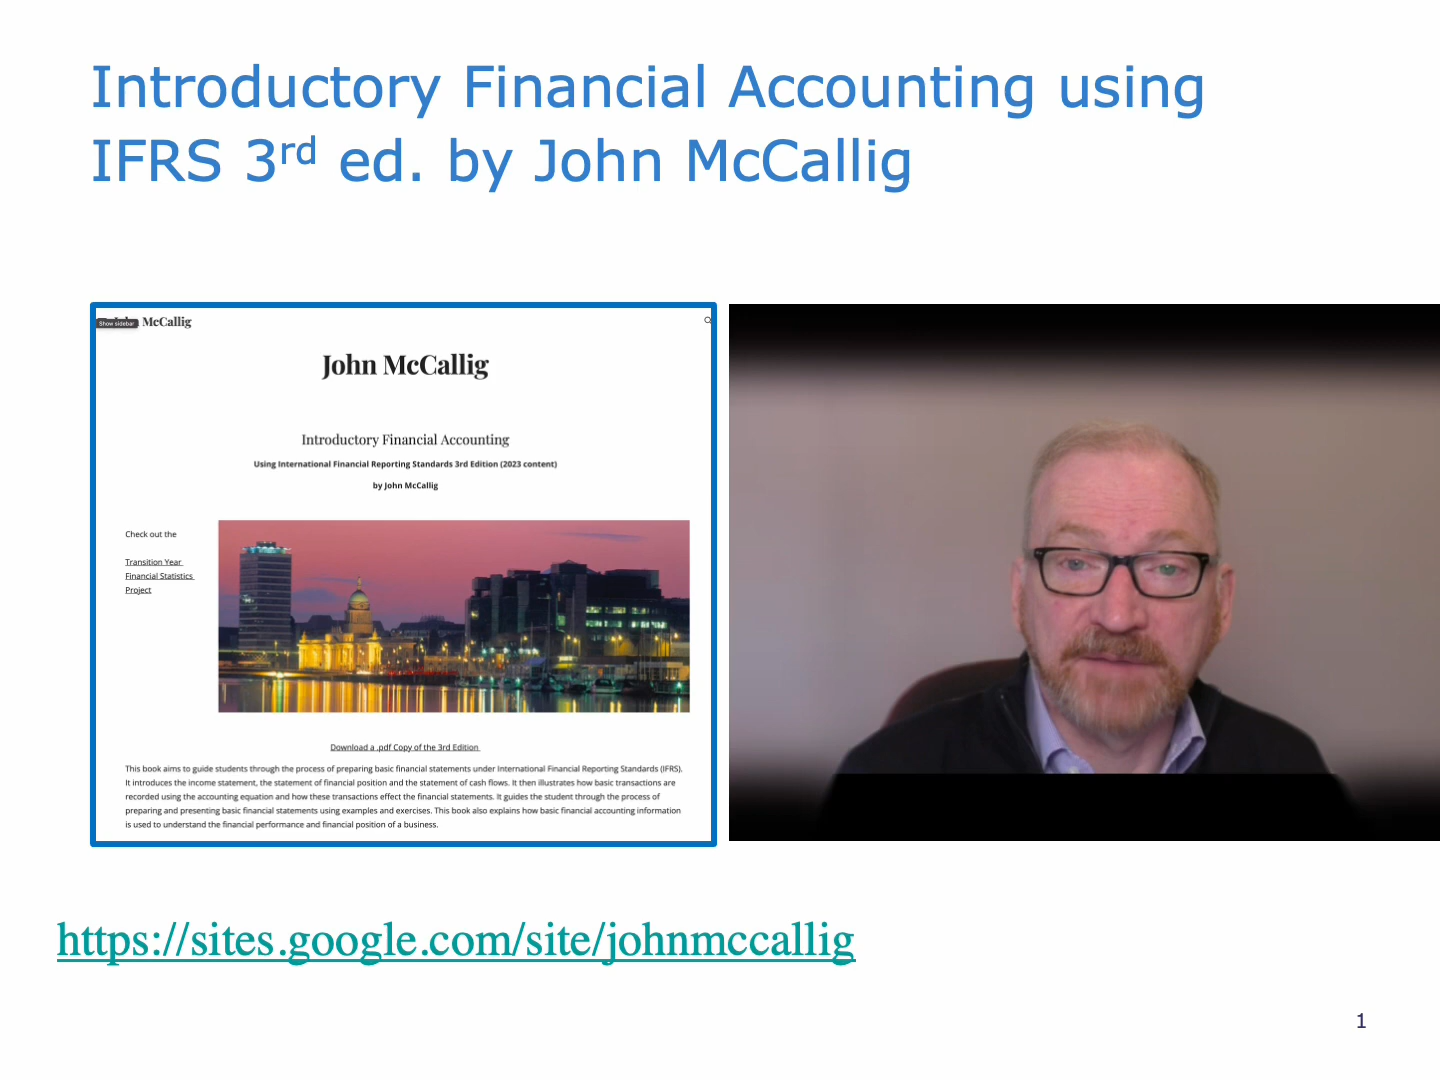 Introductory Financial Accounting using
IFRS 3rd ed. by John McCallig
Show sidebar
McCallig
John McCallig
Introductory Financial Accounting
Using International Financial Reporting Standards 3rd Edition (2023 content)
by John McCallig
Check out the
Transition Year
Financial Statistics
Project
Download a .pdf Copy of the 3rd Edition
This book aims to guide students through the process of preparing basic financial statements under International Financial Reporting Standards (IFRS).
It introduces the income statement, the statement of financial position and the statement of cash flows. It then illustrates how basic transactions are
recorded using the accounting equation and how these transactions effect the financial statements. It guides the student through the process of
preparing and presenting basic financial statements using examples and exercises. This book also explains how basic financial accounting information
is used to understand the financial performance and financial position of a business.
https://sites.google.com/site/johnmccallig
1